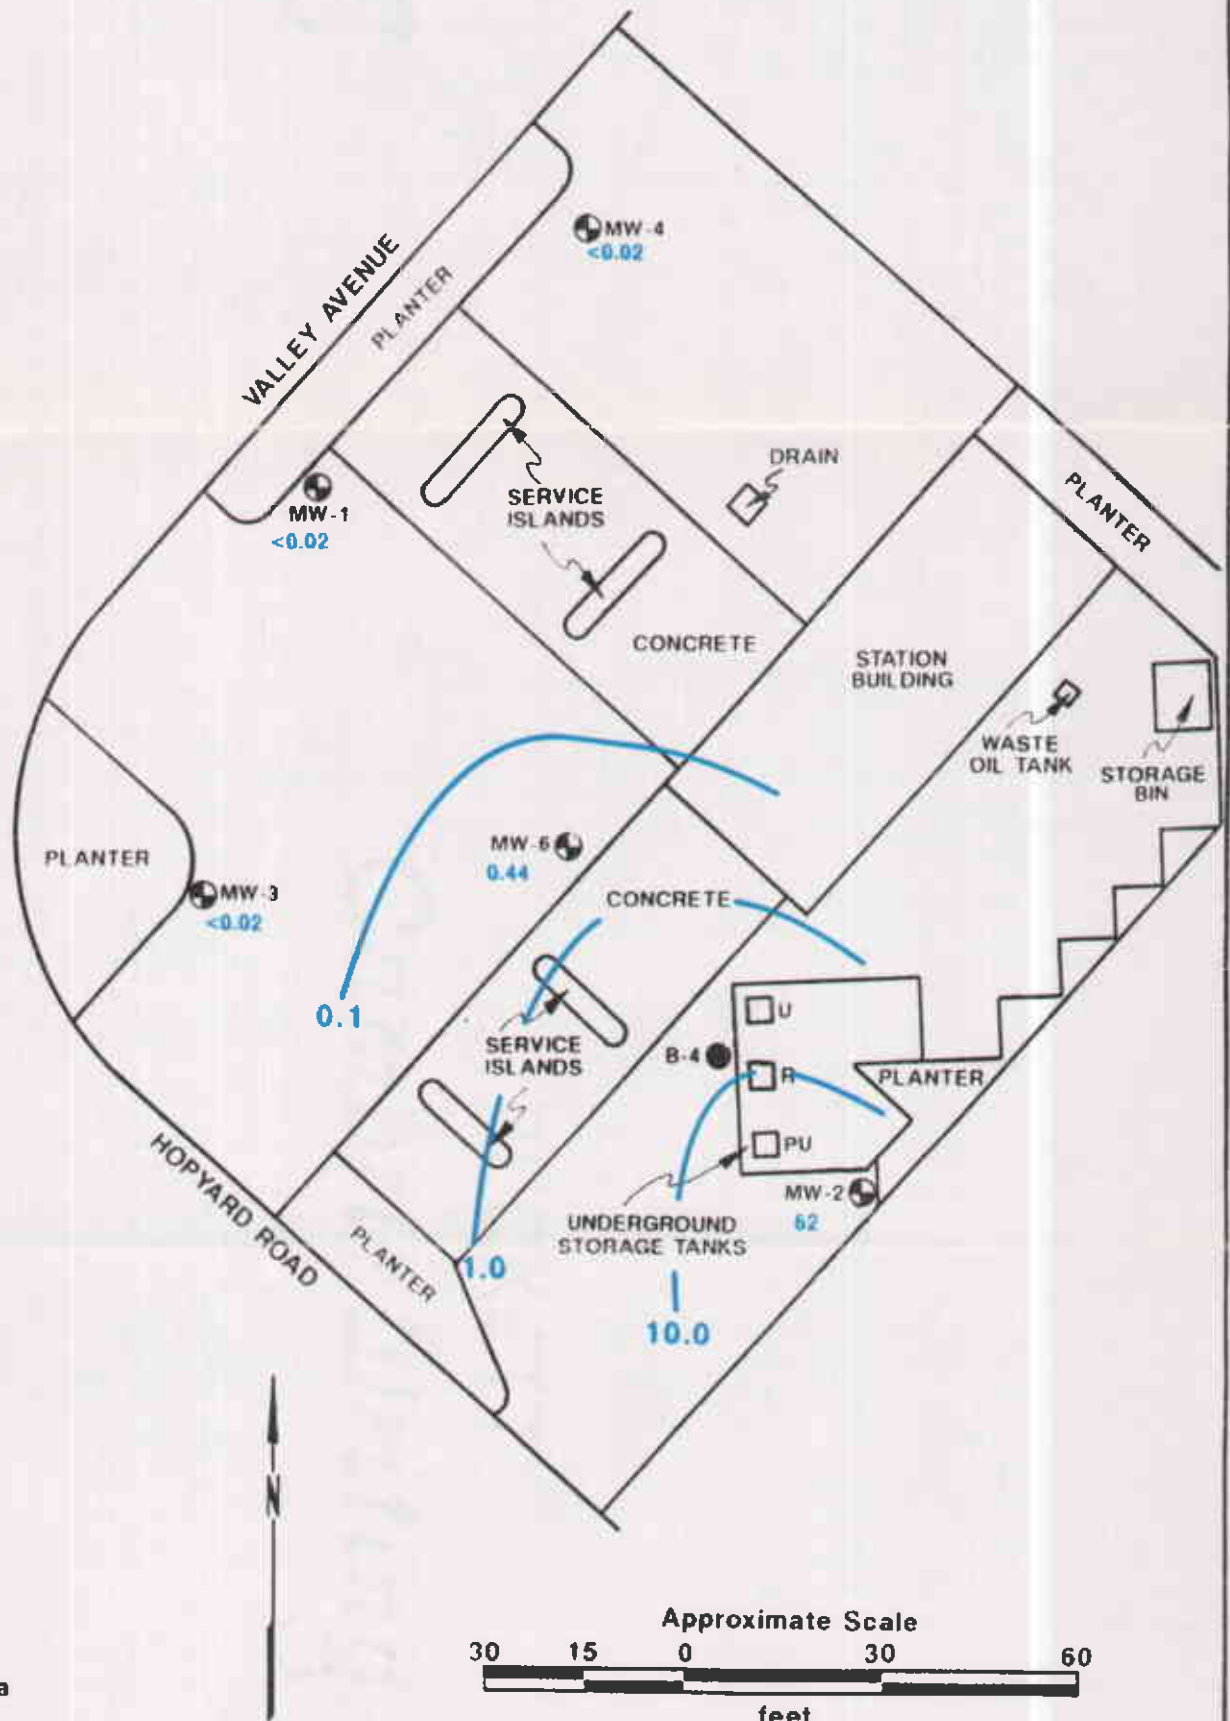 MW-4
<0.02
VALLEY AVENUE
PLANTER
DRAIN
SERVICE
ISLANDS
PLANTER
MW-1
<0.02
CONCRETE
STATION
BUILDING
WASTE
OIL TANK
STORAGE
BIN
MW-6
0.44
PLANTER
MW-3
<0.02
CONCRETE
0.1
U
SERVICE
ISLANDS
B-4
R
PLANTER
PU
MW-2
62
HOPYARD ROAD
UNDERGROUND
STORAGE TANKS
PLANTER
1.0
10.0
N
Approximate Scale
30 15 0 30 60
feet
a